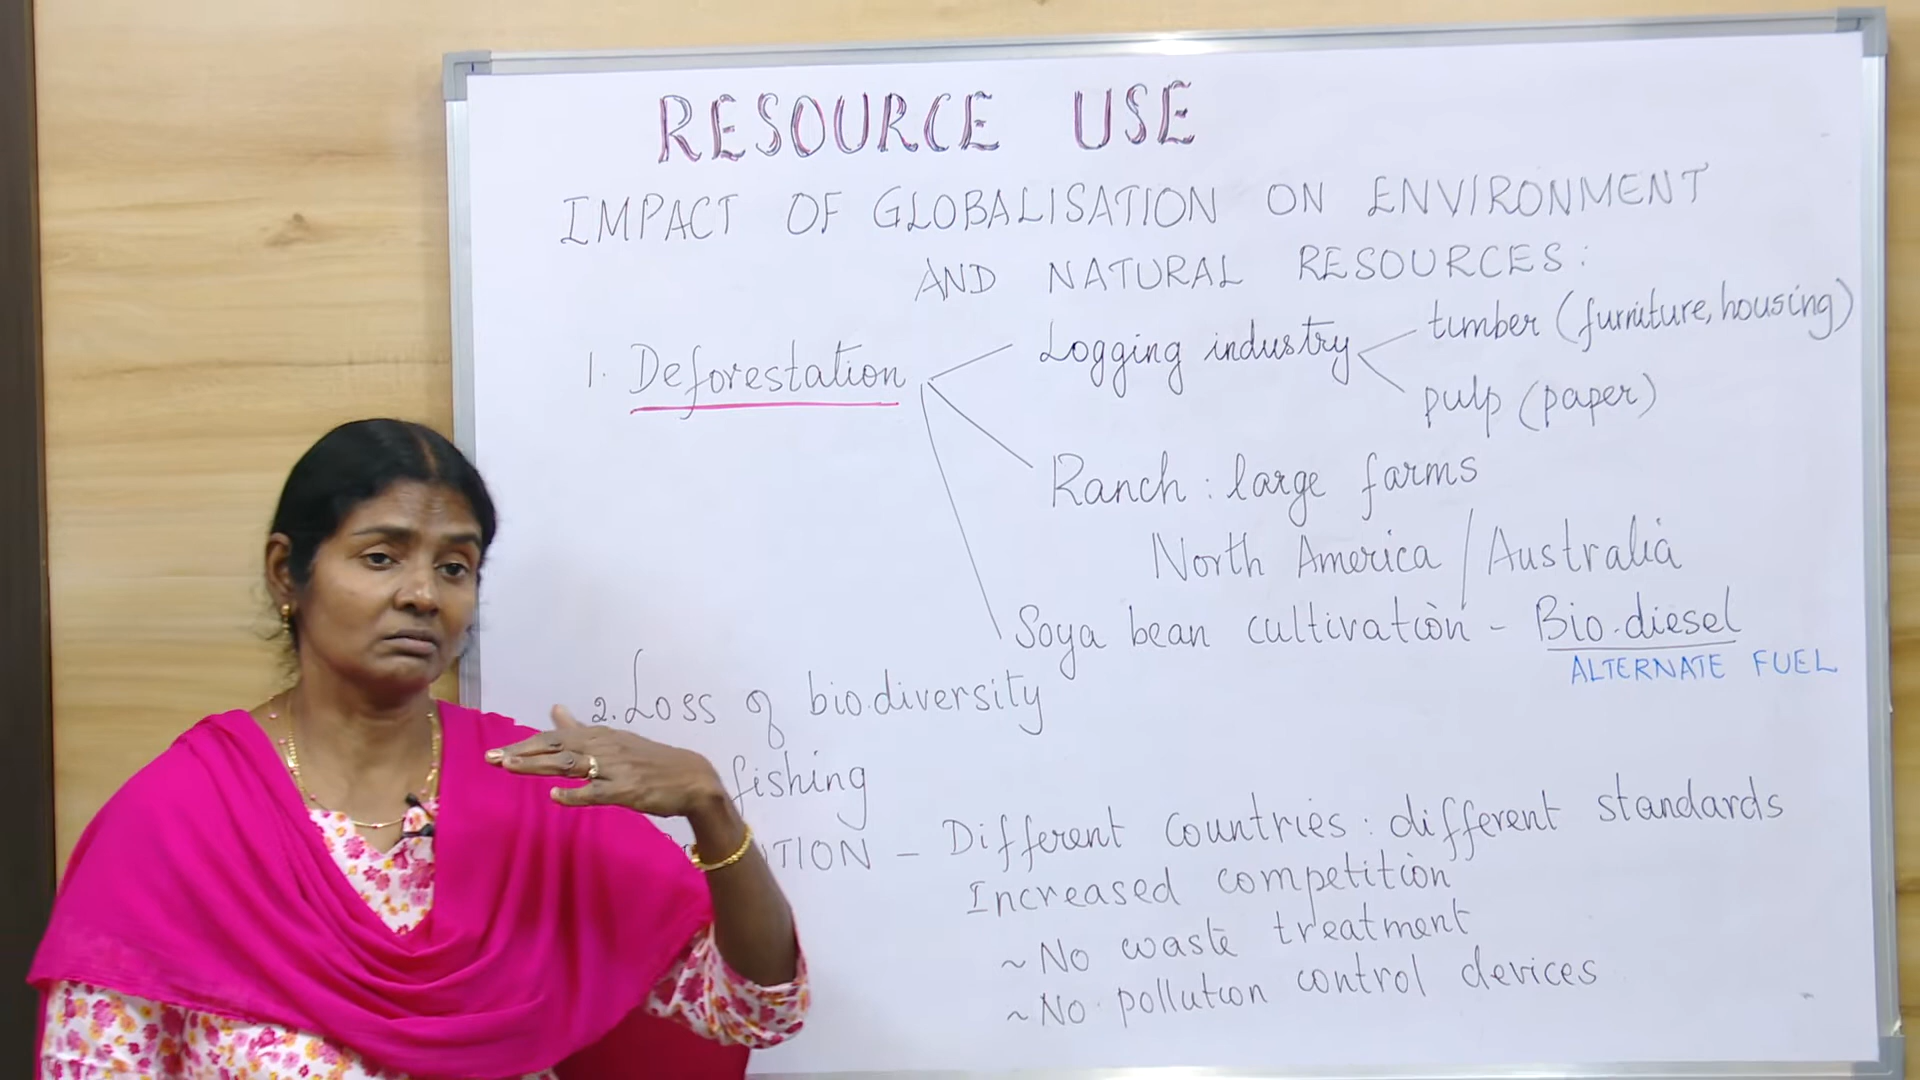 RESOURCE USE
IMPACT OF GLOBALISATION ON ENVIRONMENT
AND NATURAL RESOURCES:
1. Deforestation
Logging industry
timber (furniture, housing)
pulp (paper)
Ranch: large farms
North America / Australia
Soya bean cultivation - Bio-diesel
ALTERNATE FUEL
2. Loss of bio-diversity
fishing
TION - Different Countries: different standards
Increased competition
~ No waste treatment
~ No pollution control devices